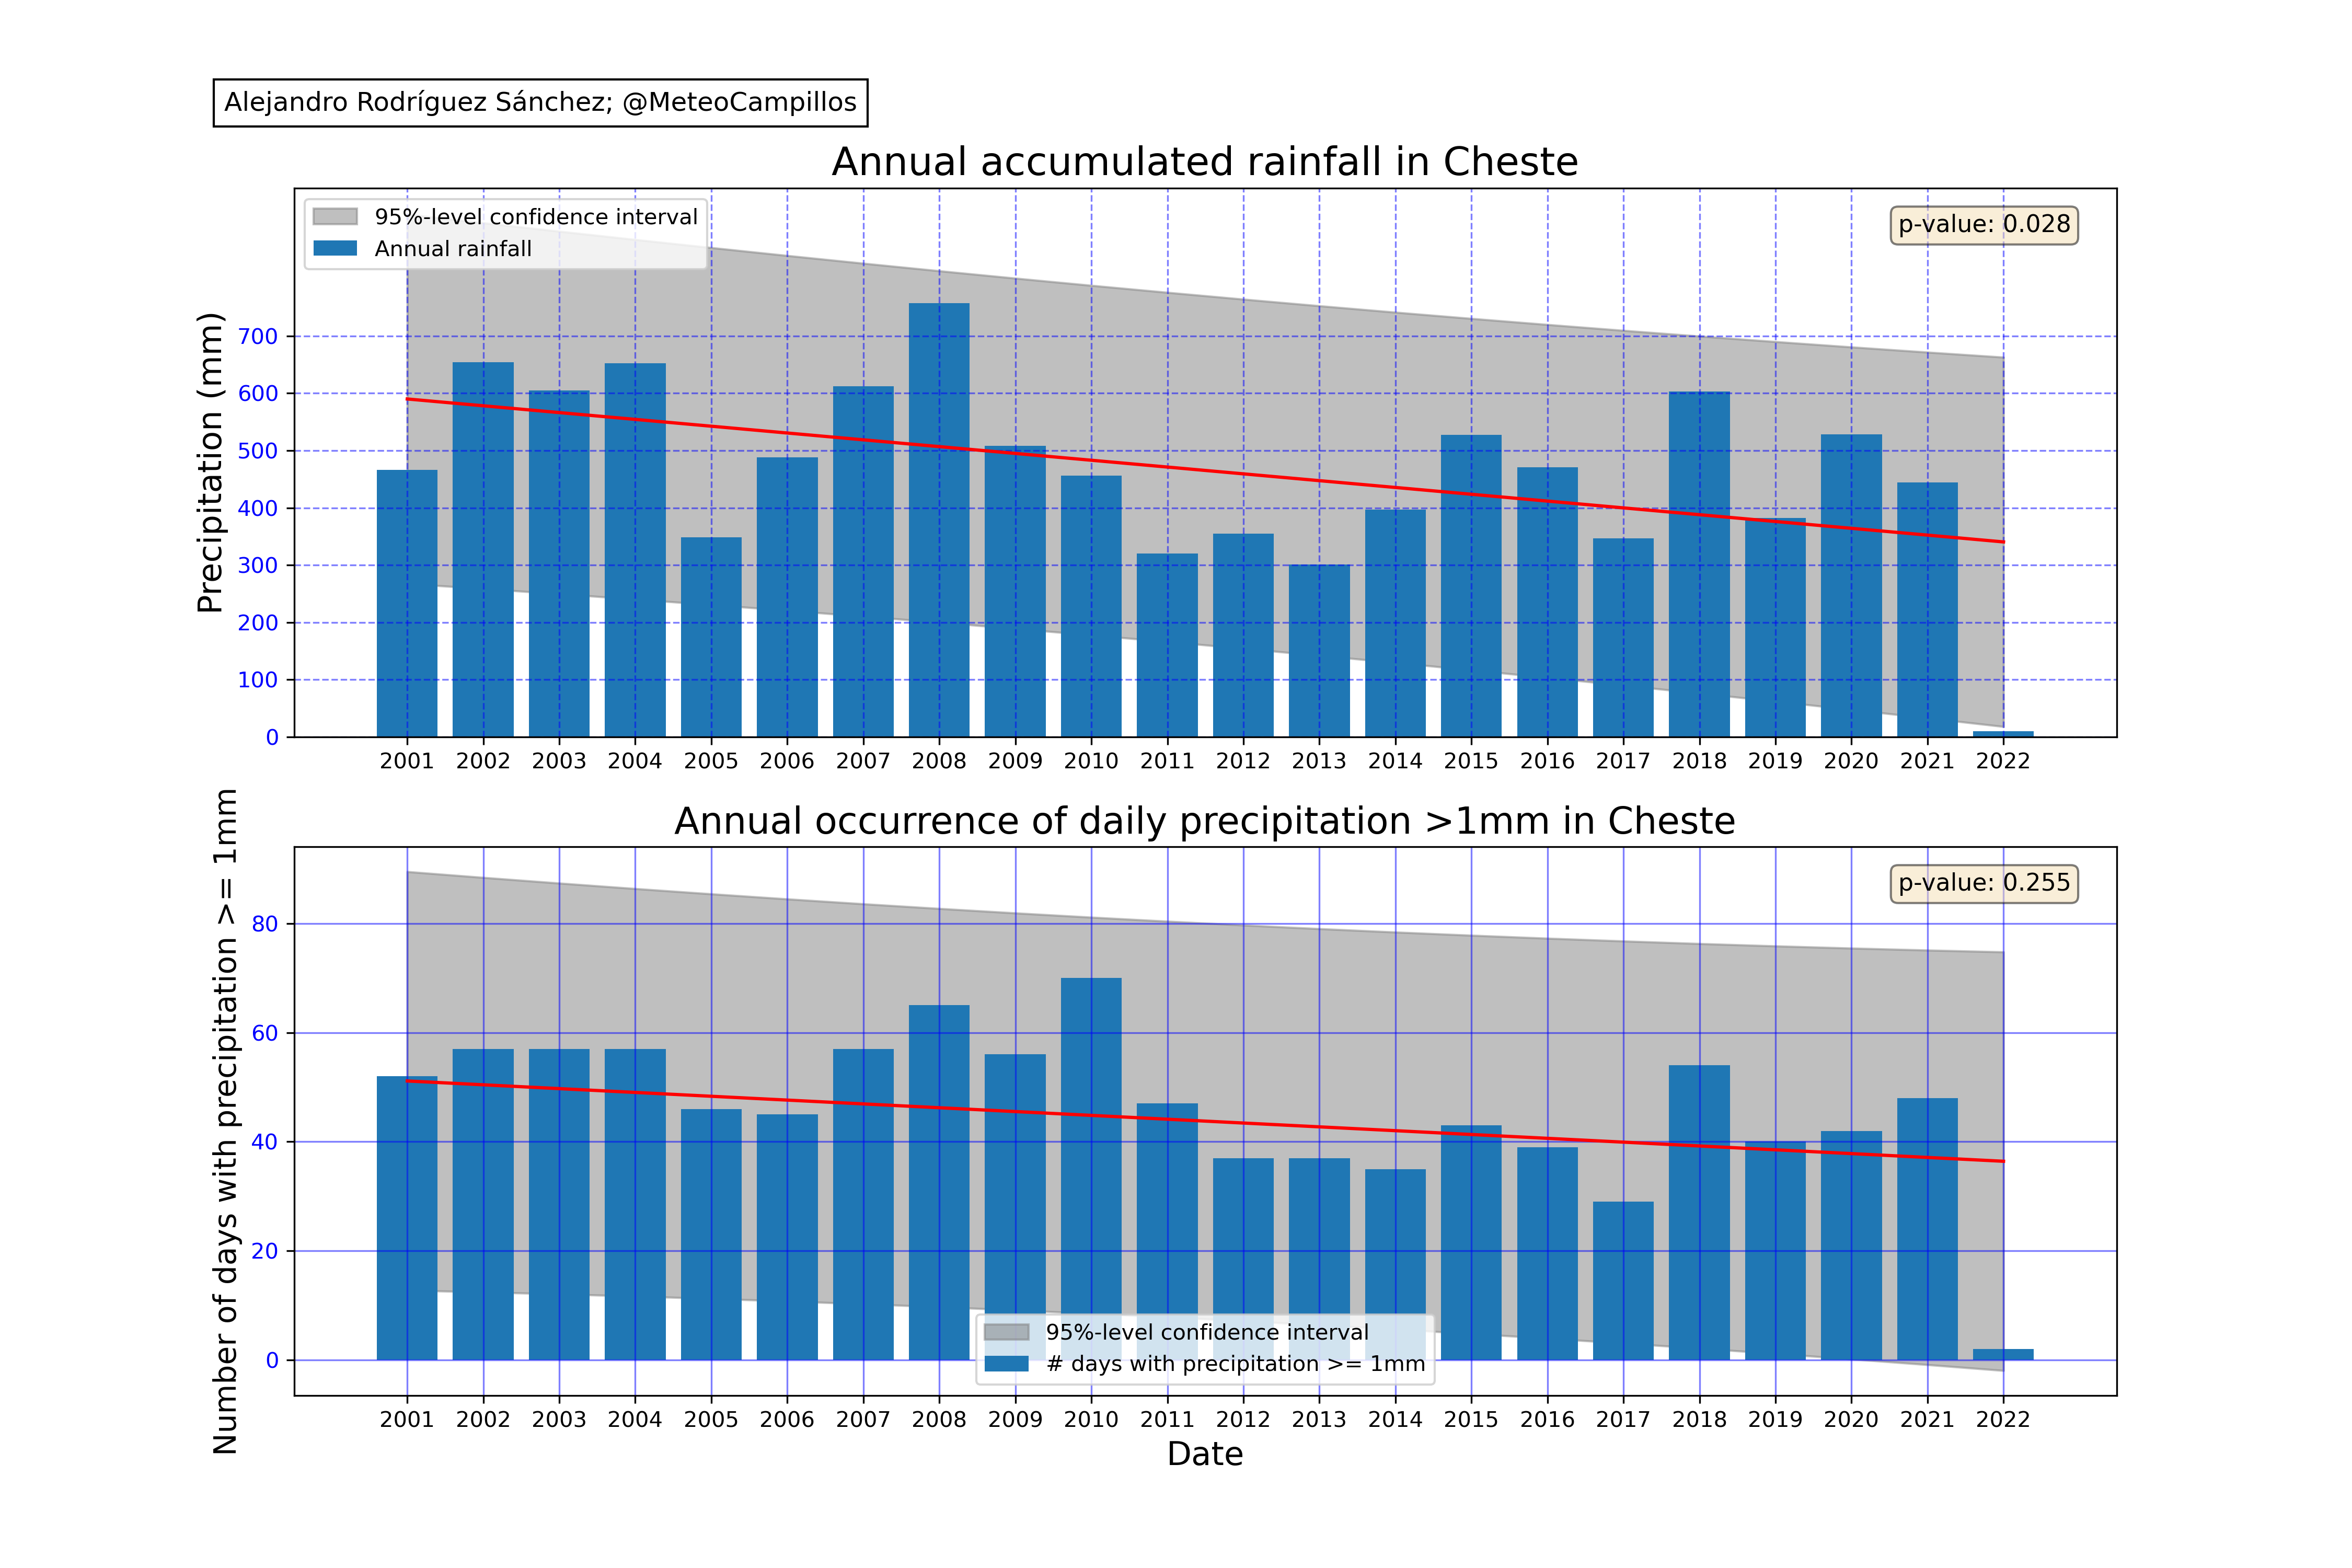 Alejandro Rodríguez Sánchez; @MeteoCampillos
Annual accumulated rainfall in Cheste
95%-level confidence interval
Annual rainfall
p-value: 0.028
Precipitation (mm)
700
600
500
400
300
200
100
0
2001 2002 2003 2004 2005 2006 2007 2008 2009 2010 2011 2012 2013 2014 2015 2016 2017 2018 2019 2020 2021 2022
Annual occurrence of daily precipitation >1mm in Cheste
p-value: 0.255
Number of days with precipitation >= 1mm
80
60
40
20
0
95%-level confidence interval
# days with precipitation >= 1mm
2001 2002 2003 2004 2005 2006 2007 2008 2009 2010 2011 2012 2013 2014 2015 2016 2017 2018 2019 2020 2021 2022
Date